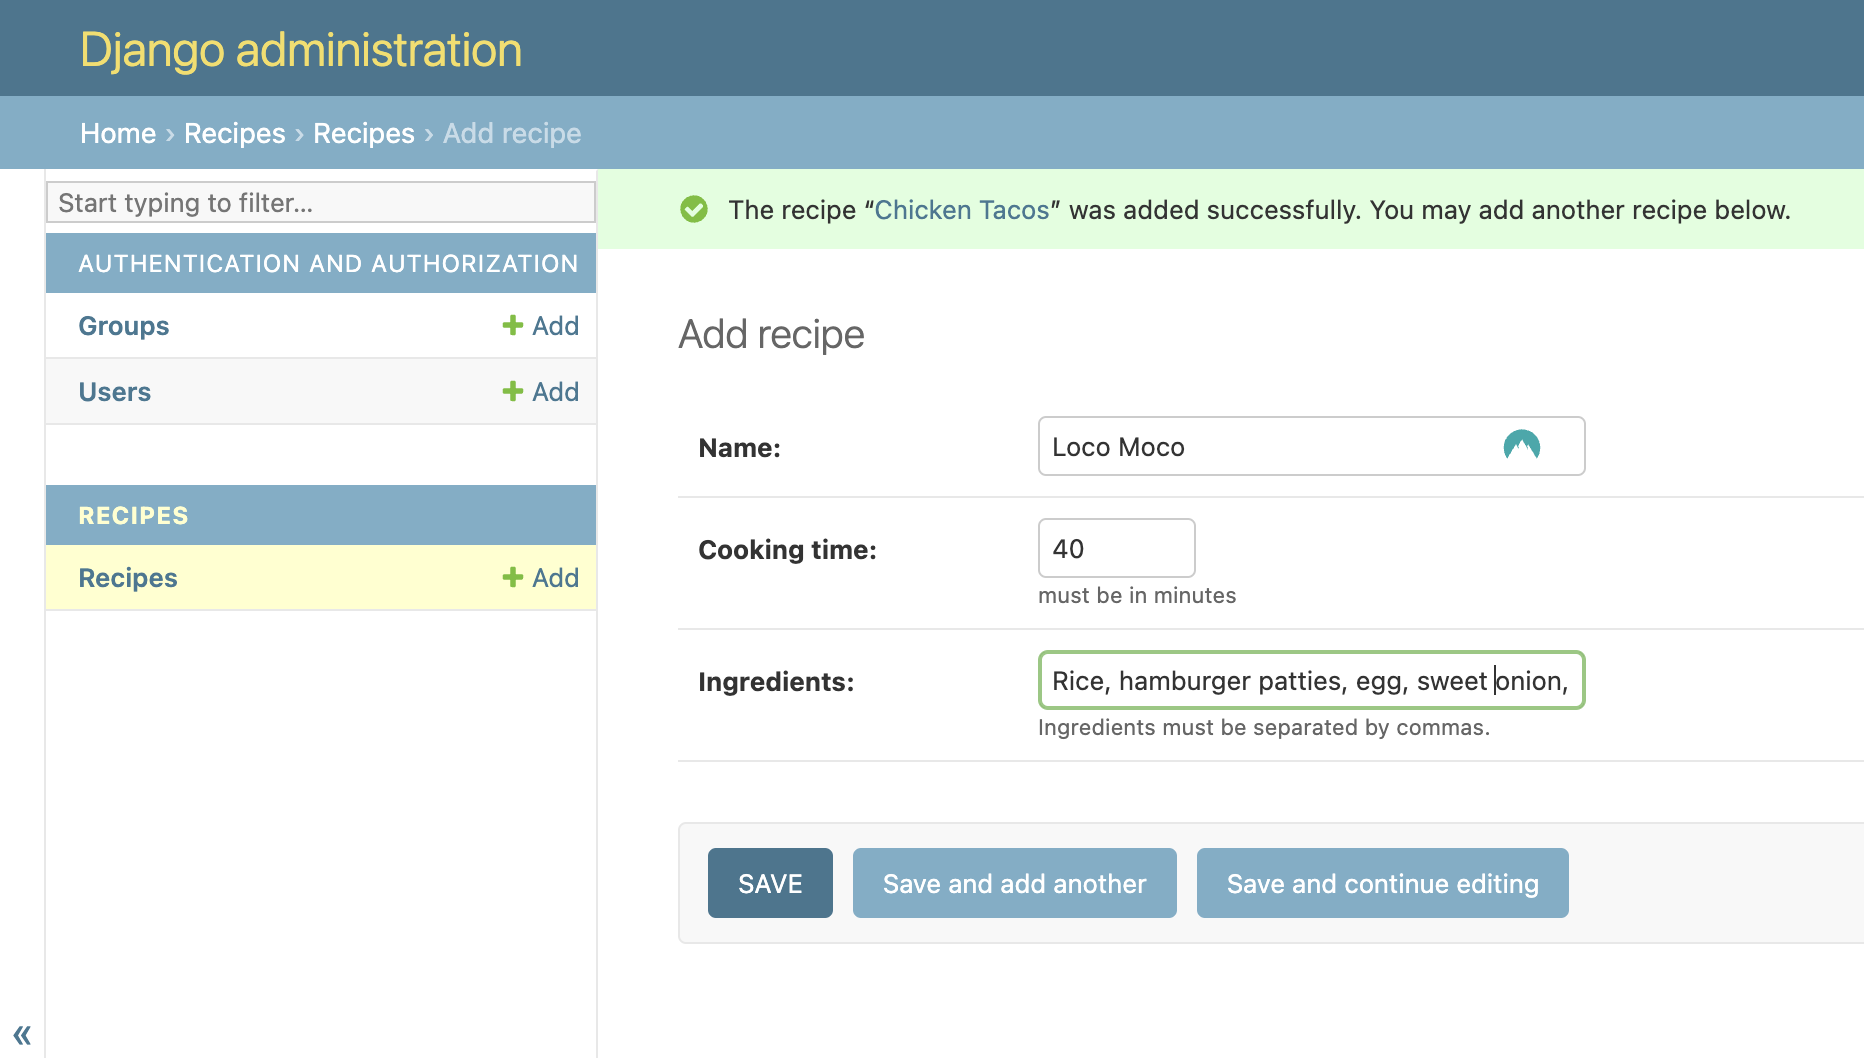 Django administration
Home › Recipes › Recipes › Add recipe
Start typing to filter...
AUTHENTICATION AND AUTHORIZATION
Groups + Add
Users + Add
RECIPES
Recipes + Add
«
The recipe “Chicken Tacos” was added successfully. You may add another recipe below.
Add recipe
Name: Loco Moco
Cooking time: 40
must be in minutes
Ingredients: Rice, hamburger patties, egg, sweet onion,
Ingredients must be separated by commas.
SAVE Save and add another Save and continue editing